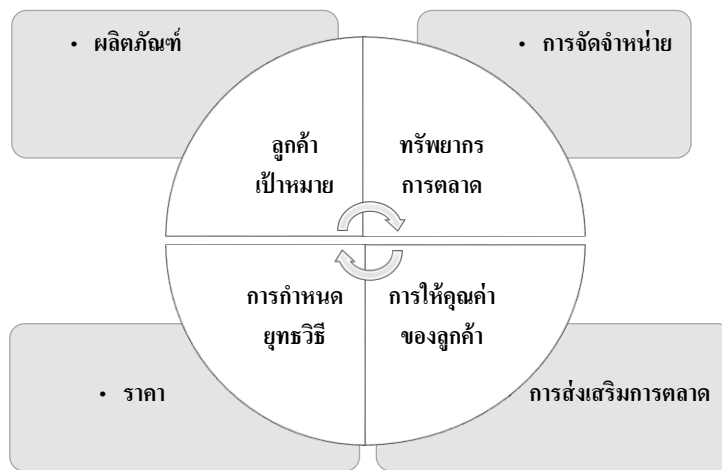 • ผลิตภัณฑ์
• การจัดจำหน่าย
ลูกค้า
เป้าหมาย
ทรัพยากร
การตลาด
การกำหนด
ยุทธวิธี
การให้คุณค่า
ของลูกค้า
• ราคา
การส่งเสริมการตลาด